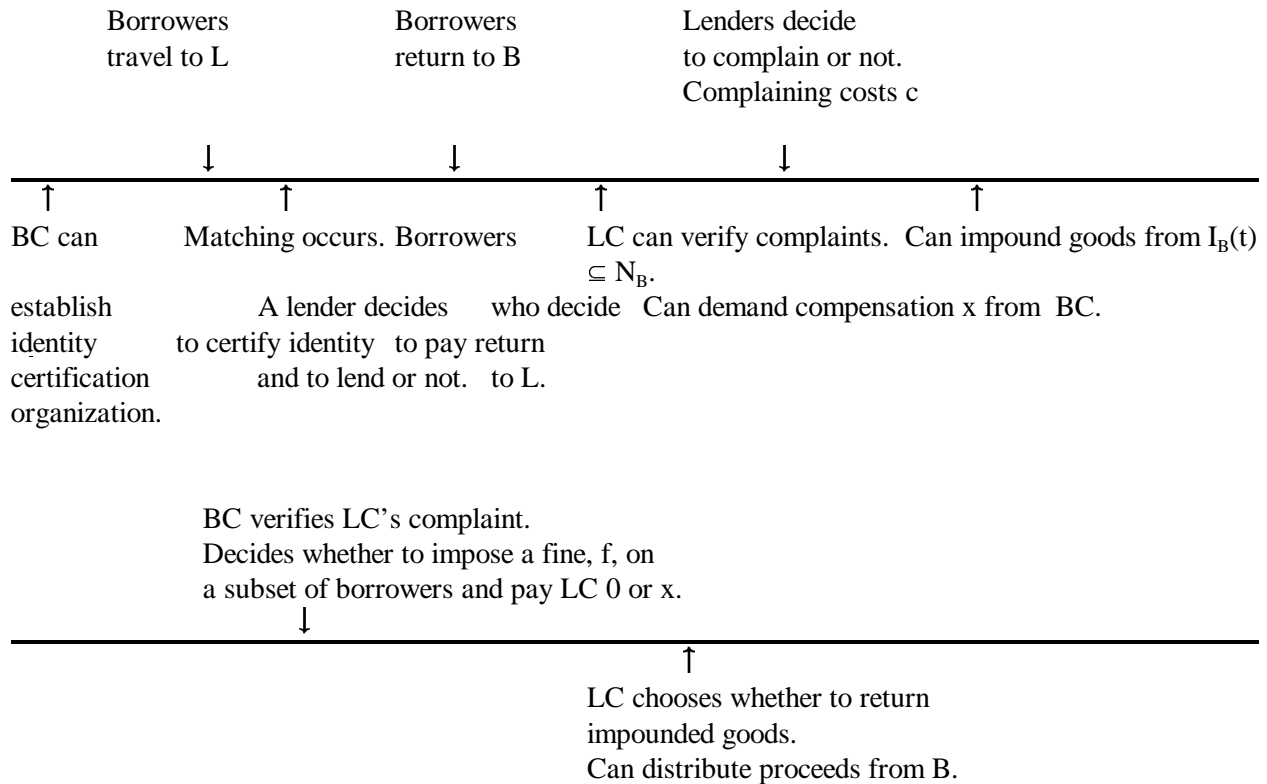 Borrowers Borrowers Lenders decide
travel to L return to B to complain or not.
Complaining costs c
↓ ↓ ↓
↑ ↑ ↑ ↑
BC can Matching occurs. Borrowers LC can verify complaints. Can impound goods from I_B(t)
⊆ N_B.
establish A lender decides who decide Can demand compensation x from BC.
identity to certify identity to pay return
certification and to lend or not. to L.
organization.
BC verifies LC’s complaint.
Decides whether to impose a fine, f, on
a subset of borrowers and pay LC 0 or x.
↓
↑
LC chooses whether to return
impounded goods.
Can distribute proceeds from B.